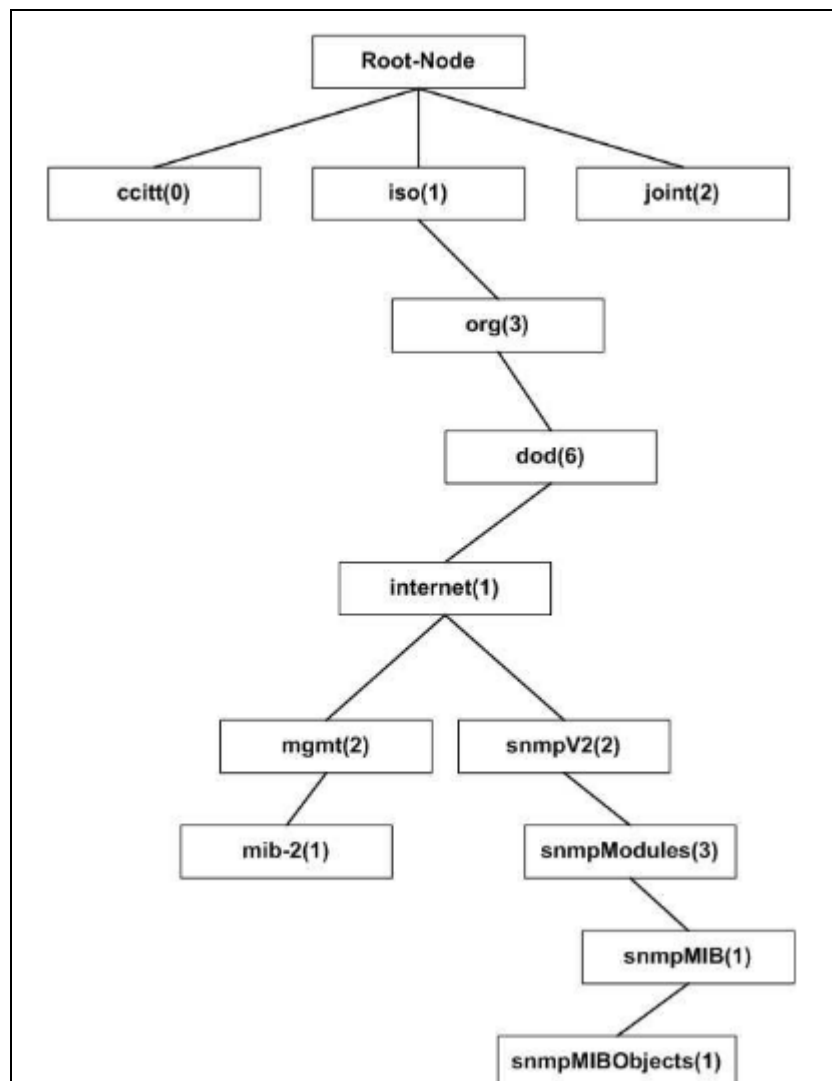 Root-Node
ccitt(0)
iso(1)
joint(2)
org(3)
dod(6)
internet(1)
mgmt(2)
snmpV2(2)
mib-2(1)
snmpModules(3)
snmpMIB(1)
snmpMIBObjects(1)